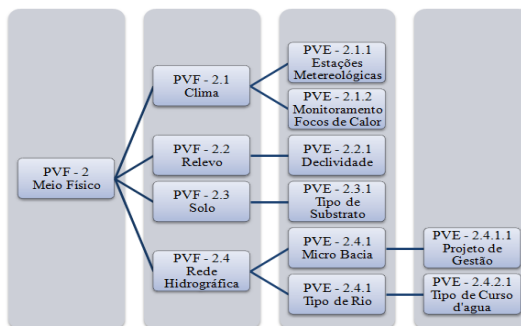 PVF - 2
Meio Físico
PVF - 2.1
Clima
PVE - 2.1.1
Estações
Metereológicas
PVE - 2.1.2
Monitoramento
Focos de Calor
PVF - 2.2
Relevo
PVE - 2.2.1
Declividade
PVF - 2.3
Solo
PVE - 2.3.1
Tipo de
Substrato
PVF - 2.4
Rede
Hidrográfica
PVE - 2.4.1
Micro Bacia
PVE - 2.4.1.1
Projeto de
Gestão
PVE - 2.4.1
Tipo de Rio
PVE - 2.4.2.1
Tipo de Curso
d'agua